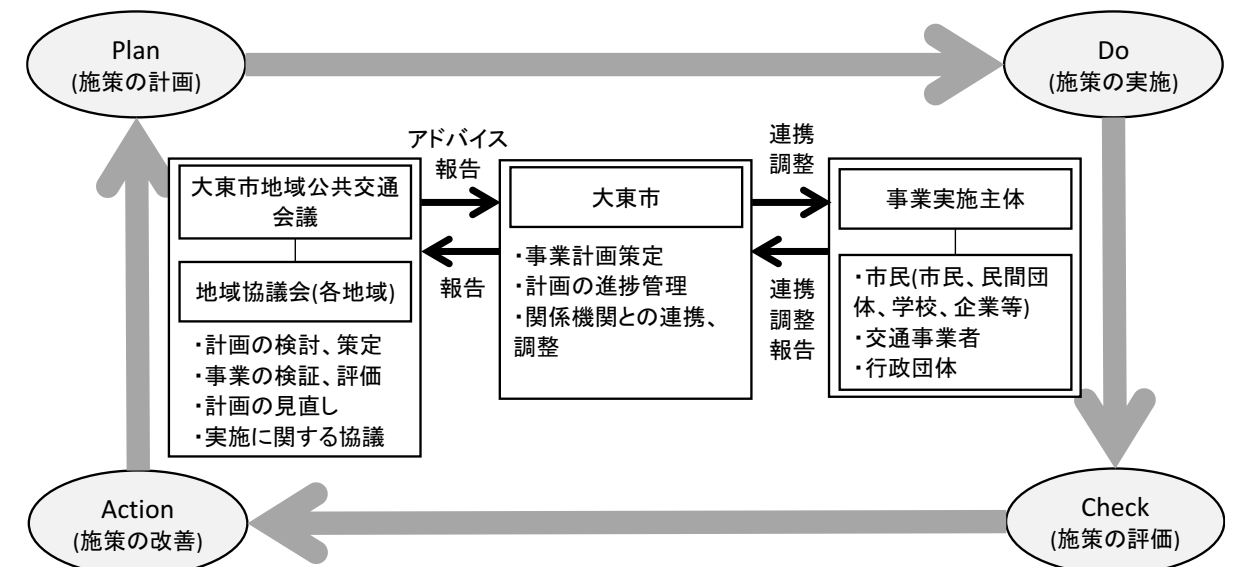 Plan
(施策の計画)
Do
(施策の実施)
アドバイス
報告
連携
調整
大東市地域公共交通
会議
地域協議会(各地域)
・計画の検討、策定
・事業の検証、評価
・計画の見直し
・実施に関する協議
大東市
・事業計画策定
・計画の進捗管理
・関係機関との連携、
調整
事業実施主体
・市民(市民、民間団
体、学校、企業等)
・交通事業者
・行政団体
報告
連携
調整
報告
Action
(施策の改善)
Check
(施策の評価)